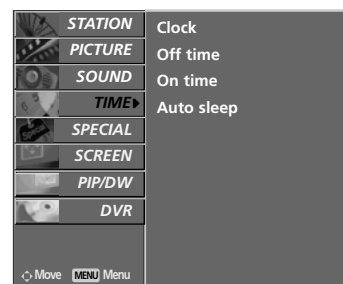 STATION
PICTURE
SOUND
TIME
SPECIAL
SCREEN
PIP/DW
DVR
Move MENU Menu
Clock
Off time
On time
Auto sleep